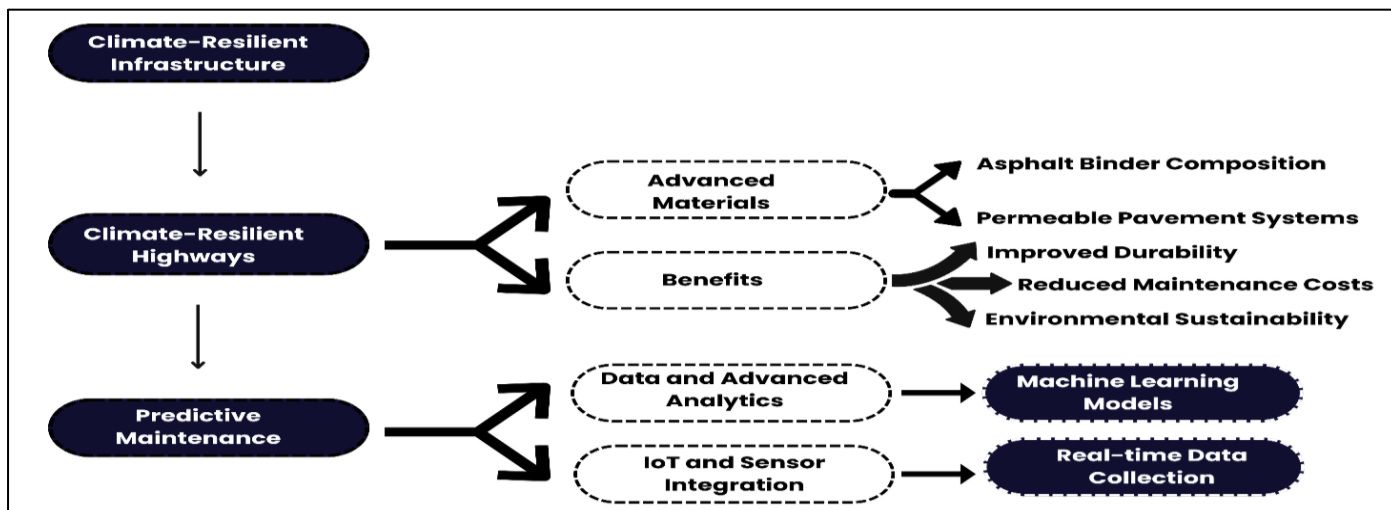 Climate-Resilient
Infrastructure
Climate-Resilient
Highways
Advanced
Materials
Asphalt Binder Composition
Permeable Pavement Systems
Benefits
Improved Durability
Reduced Maintenance Costs
Environmental Sustainability
Predictive
Maintenance
Data and Advanced
Analytics
Machine Learning
Models
IoT and Sensor
Integration
Real-time Data
Collection